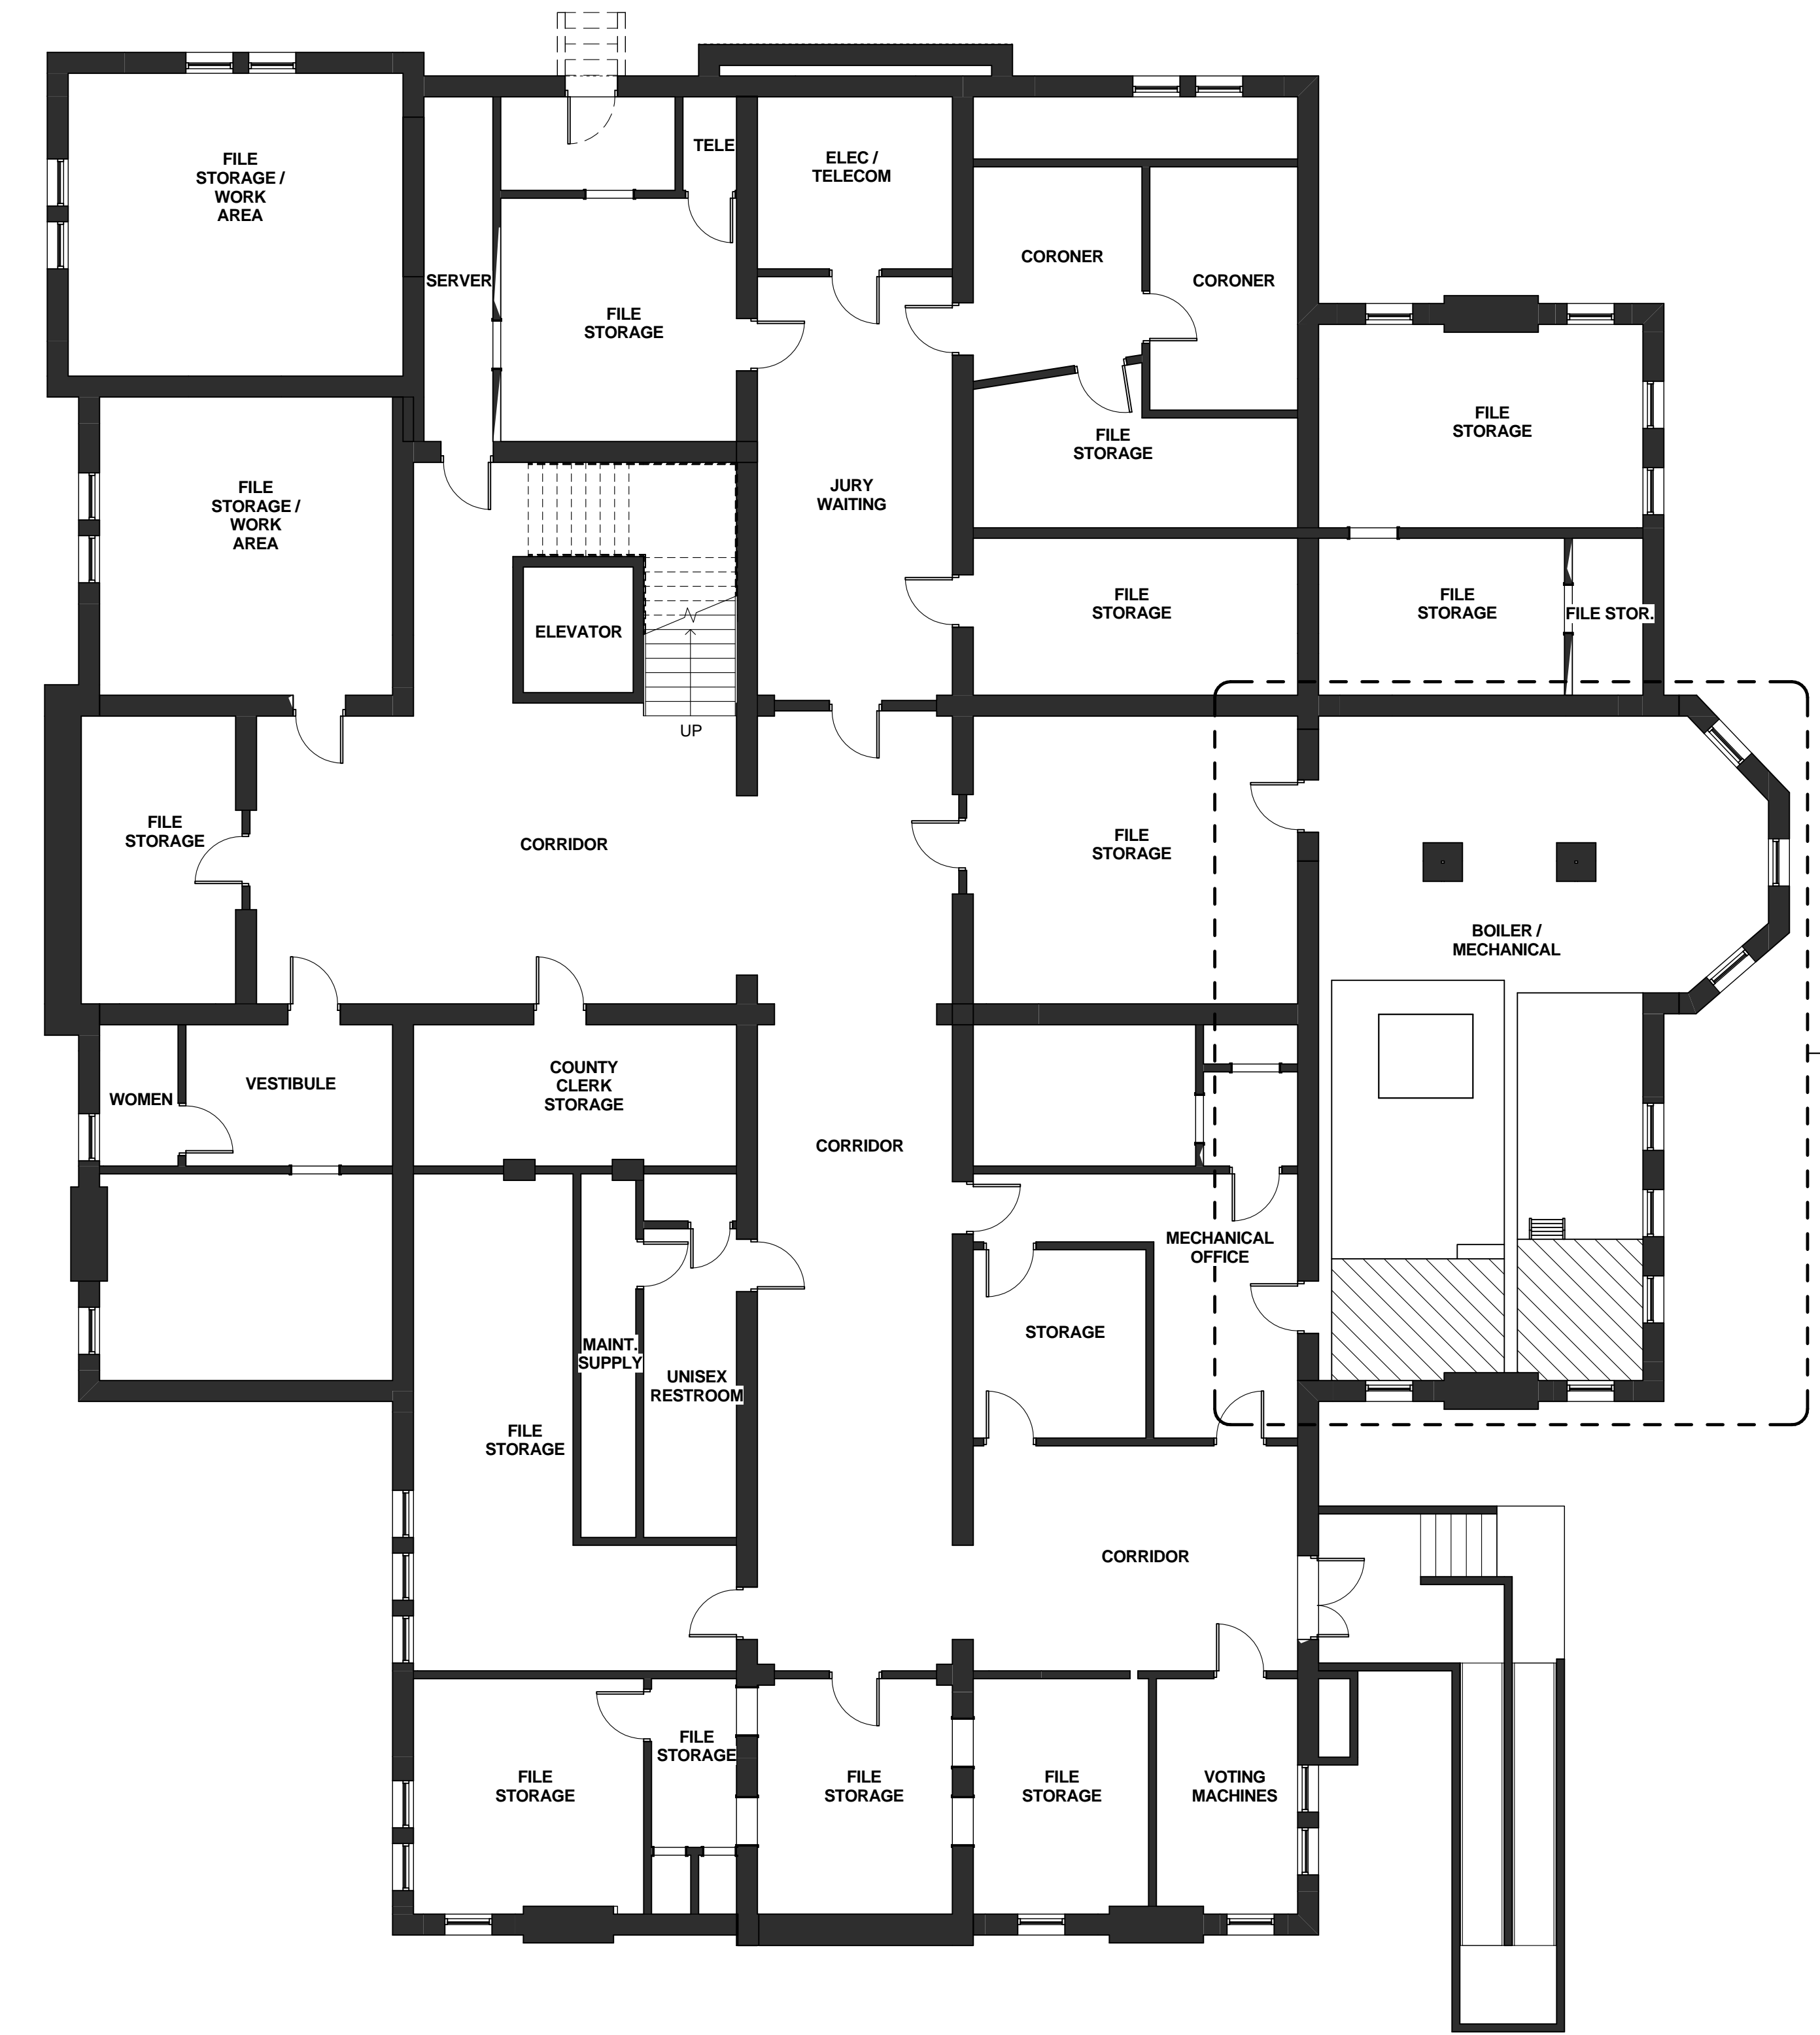 FILE
STORAGE /
WORK
AREA
TELE
ELEC /
TELECOM
SERVER
FILE
STORAGE
CORONER
CORONER
FILE
STORAGE
FILE
STORAGE
FILE
STORAGE /
WORK
AREA
JURY
WAITING
ELEVATOR
UP
FILE
STORAGE
FILE
STORAGE
FILE STOR.
FILE
STORAGE
CORRIDOR
FILE
STORAGE
BOILER /
MECHANICAL
WOMEN
VESTIBULE
COUNTY
CLERK
STORAGE
CORRIDOR
MECHANICAL
OFFICE
STORAGE
MAINT.
SUPPLY
UNISEX
RESTROOM
FILE
STORAGE
CORRIDOR
FILE
STORAGE
FILE
STORAGE
FILE
STORAGE
FILE
STORAGE
VOTING
MACHINES